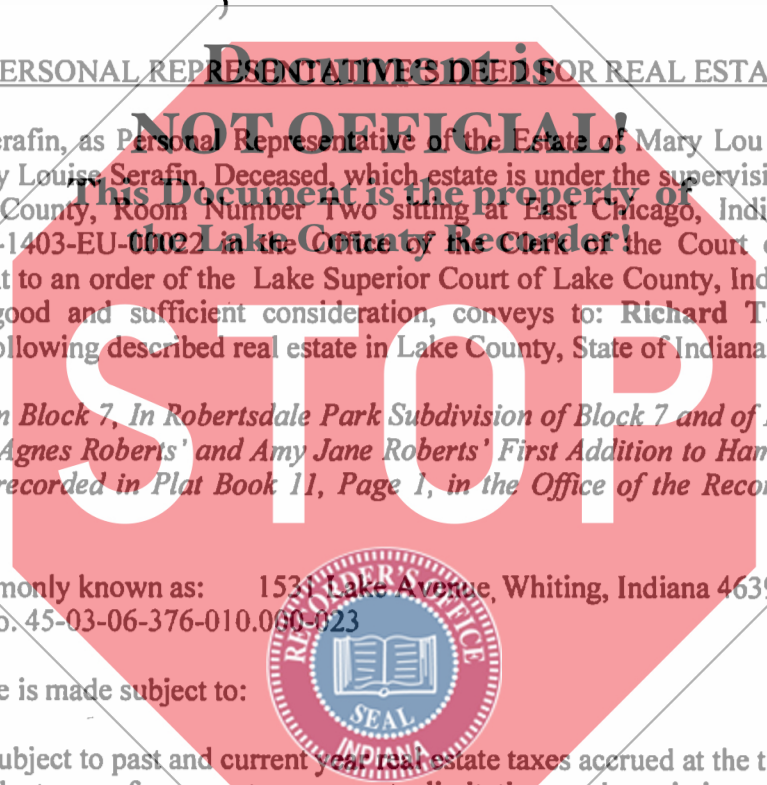 Document is
ERSONAL REPRESENTATIVE'S DEED FOR REAL ESTA
NOT OFFICIAL!
erafin, as Personal Representative of the Estate of Mary Lou
y Louise Serafin, Deceased, which estate is under the supervisi
This Document is the property of
County, Room Number Two sitting at East Chicago, Indi
the Lake County Recorder!
-1403-EU-00022 in the Office of the Clerk of the Court
t to an order of the Lake Superior Court of Lake County, Ind
good and sufficient consideration, conveys to: Richard T.
ollowing described real estate in Lake County, State of Indiana
STOP
n Block 7, In Robertsdale Park Subdivision of Block 7 and of
Agnes Roberts' and Amy Jane Roberts' First Addition to Ham
recorded in Plat Book 11, Page 1, in the Office of the Recor
monly known as: 1531 Lake Avenue, Whiting, Indiana 4639
o. 45-03-06-376-010.000-023
e is made subject to:
RECORDER'S OFFICE
SEAL
INDIANA
ubject to past and current year real estate taxes accrued at the t